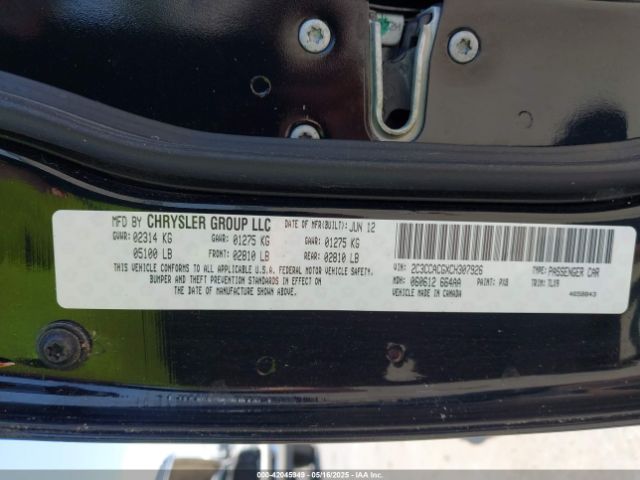 MFD BY CHRYSLER GROUP LLC DATE OF MFR(BUILT): JUN 12
GVWR: 02314 KG GAWR: 01275 KG GAWR: 01275 KG
05100 LB FRONT: 02810 LB REAR: 02810 LB
THIS VEHICLE CONFORMS TO ALL APPLICABLE U.S.A. FEDERAL MOTOR VEHICLE SAFETY,
BUMPER AND THEFT PREVENTION STANDARDS IN EFFECT
ON THE DATE OF MANUFACTURE SHOWN ABOVE.
VIN: 2C3CCACGXCH307926 TYPE: PASSENGER CAR
MDH: 060612 664AA PAINT: PX8 TRIM: TLX9
VEHICLE MADE IN CANADA 4658043
000-42045949 | 05/16/2025 | IAA Inc.